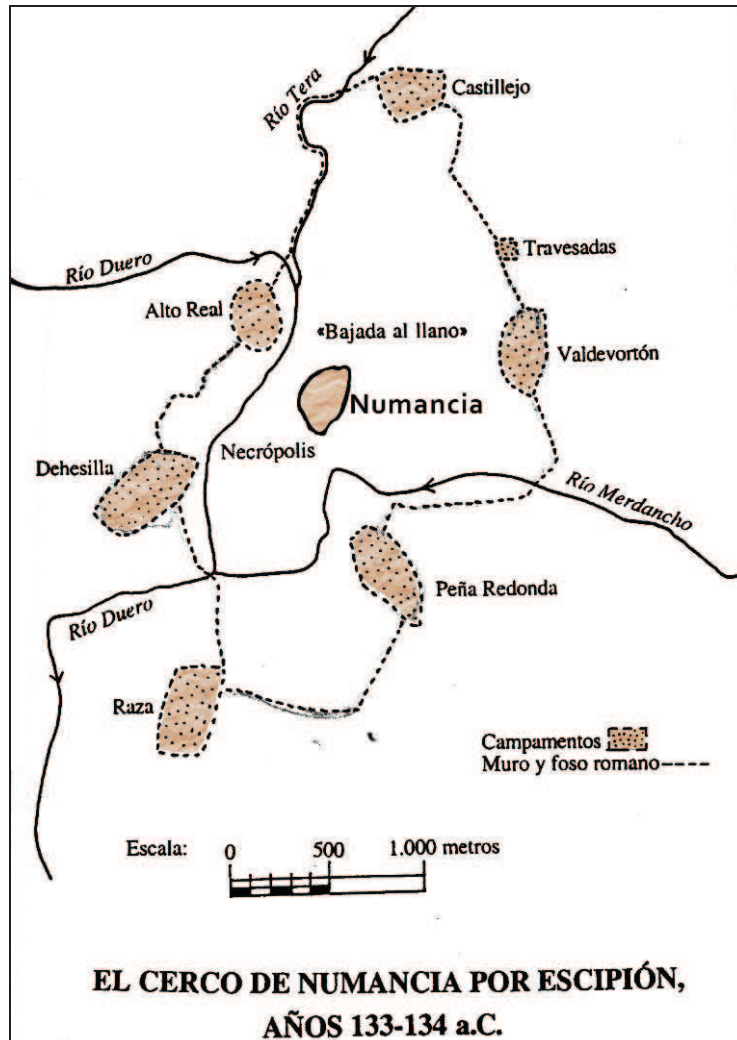 Río Tera
Castillejo
Travesadas
Río Duero
Alto Real
«Bajada al llano»
Valdevortón
Numancia
Necrópolis
Dehesilla
Río Merdancho
Peña Redonda
Río Duero
Raza
Campamentos
Muro y foso romano
Escala: 0 500 1.000 metros
EL CERCO DE NUMANCIA POR ESCIPIÓN,
AÑOS 133-134 a.C.